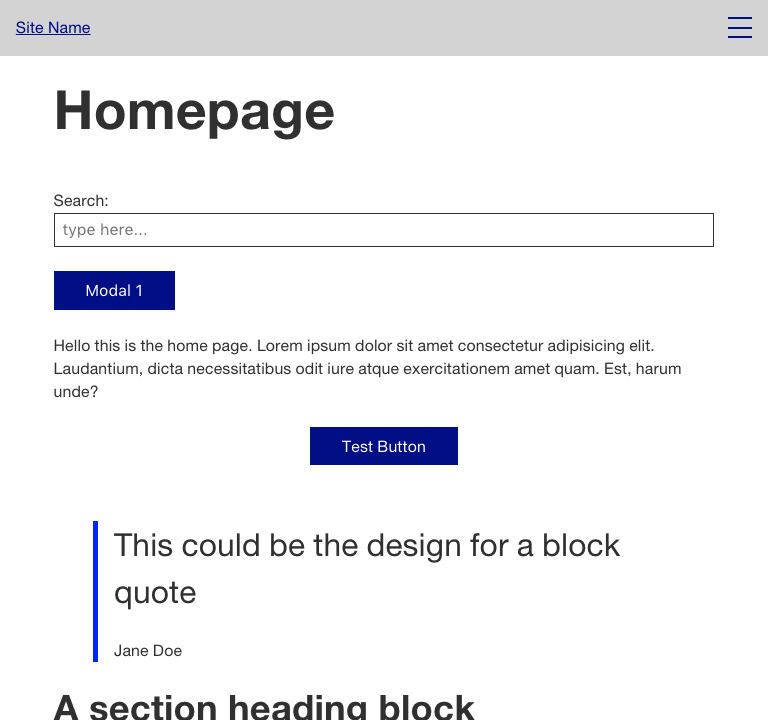 Site Name
Homepage
Search:
type here...
Modal 1
Hello this is the home page. Lorem ipsum dolor sit amet consectetur adipisicing elit.
Laudantium, dicta necessitatibus odit iure atque exercitationem amet quam. Est, harum
unde?
Test Button
This could be the design for a block
quote
Jane Doe
A section heading block